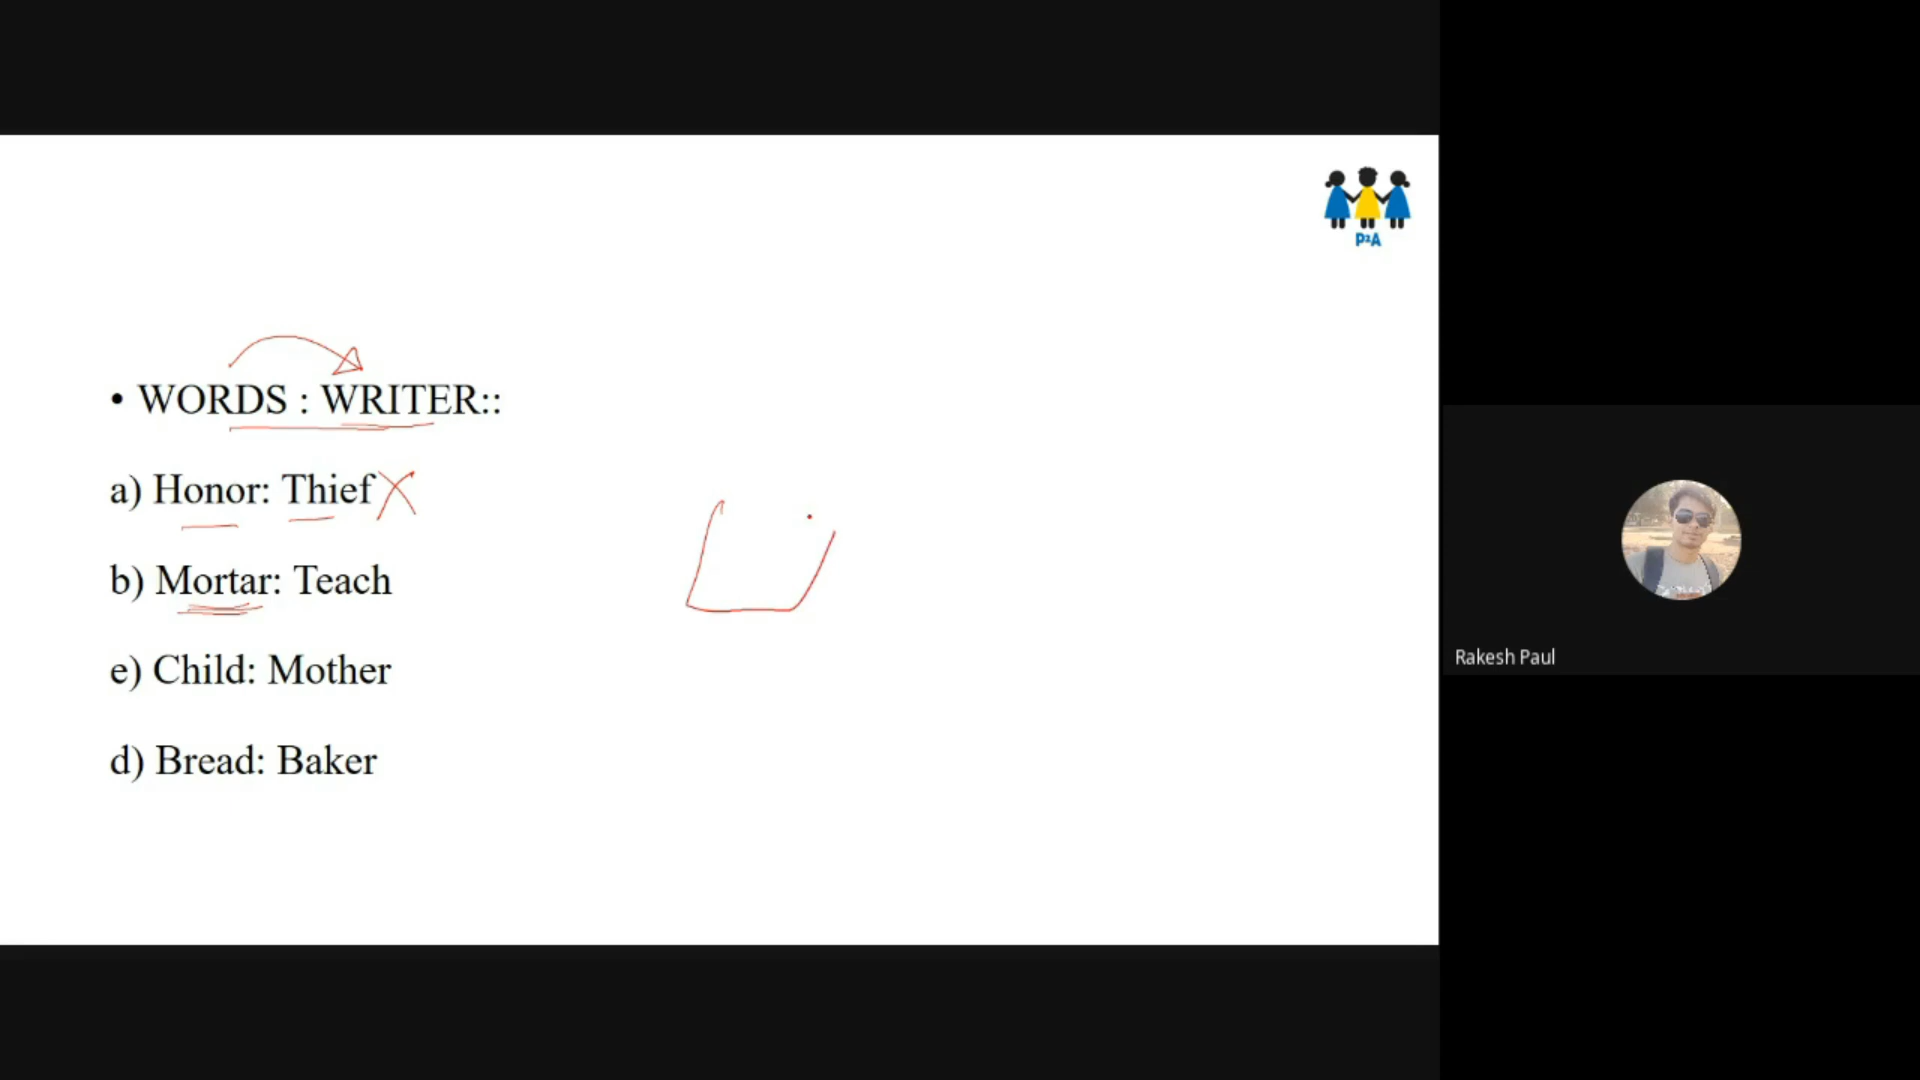 P²A
• WORDS : WRITER::
a) Honor: Thief
b) Mortar: Teach
e) Child: Mother
d) Bread: Baker
Rakesh Paul